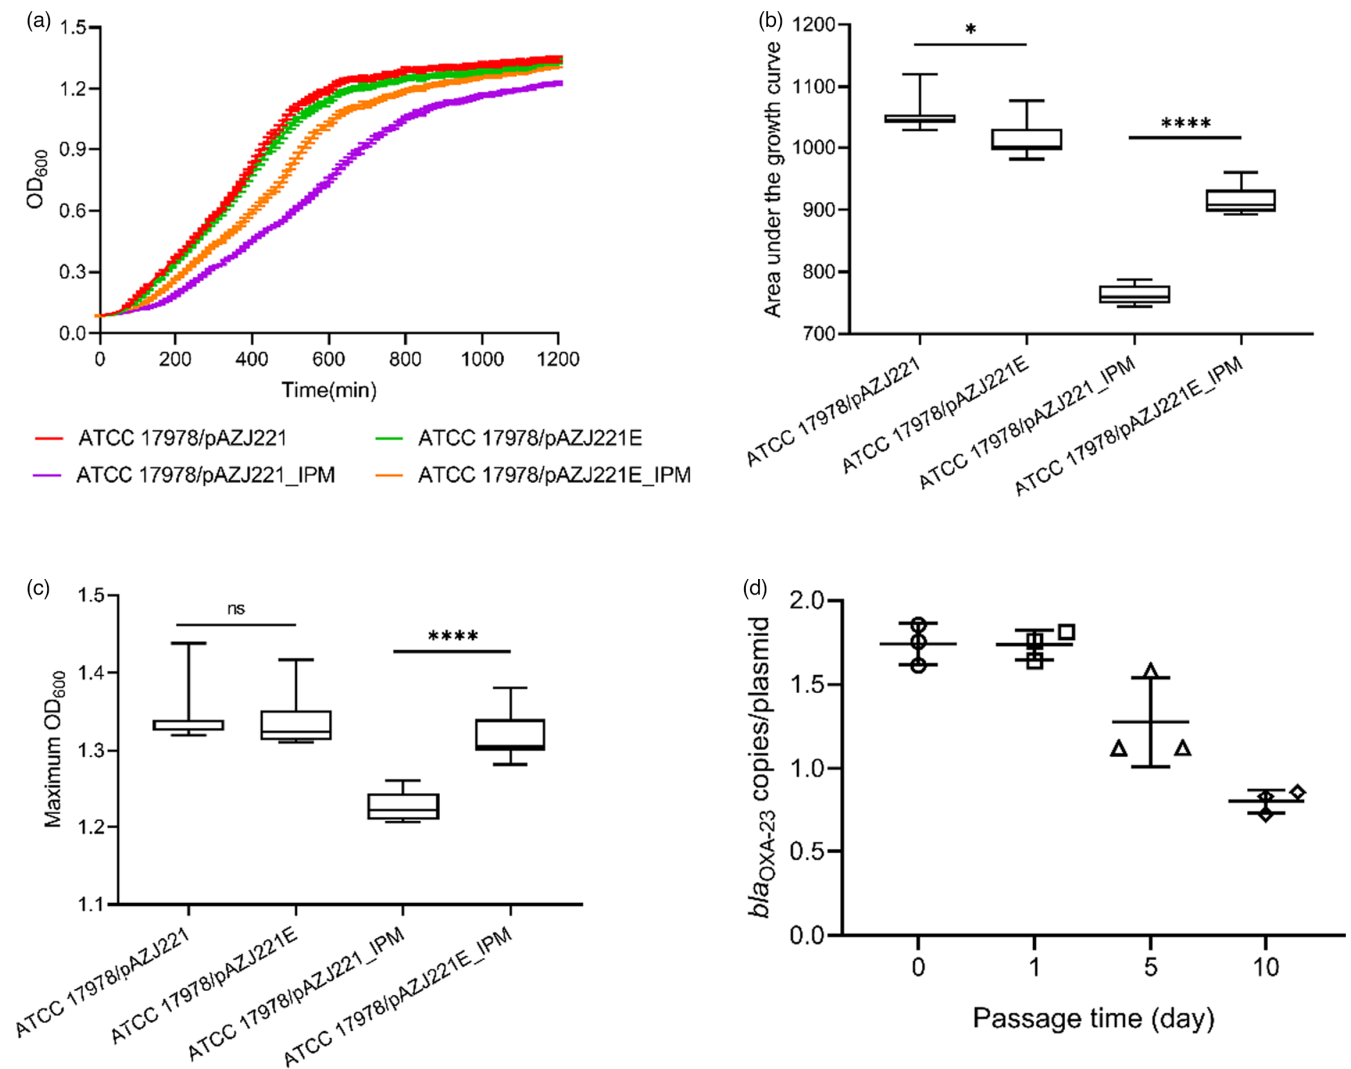 (a)
1.5
1.2
0.9
0.6
0.3
0.0
OD600
0 200 400 600 800 1000 1200
Time(min)
ATCC 17978/pAZJ221 ATCC 17978/pAZJ221E
ATCC 17978/pAZJ221_IPM ATCC 17978/pAZJ221E_IPM
(b)
1200
1100
1000
900
800
700
Area under the growth curve
*
****
ATCC 17978/pAZJ221
ATCC 17978/pAZJ221E
ATCC 17978/pAZJ221_IPM
ATCC 17978/pAZJ221E_IPM
(c)
1.5
1.4
1.3
1.2
1.1
Maximum OD600
ns
****
ATCC 17978/pAZJ221
ATCC 17978/pAZJ221E
ATCC 17978/pAZJ221_IPM
ATCC 17978/pAZJ221E_IPM
(d)
2.0
1.5
1.0
0.5
0.0
blaOXA-23 copies/plasmid
0 1 5 10
Passage time (day)